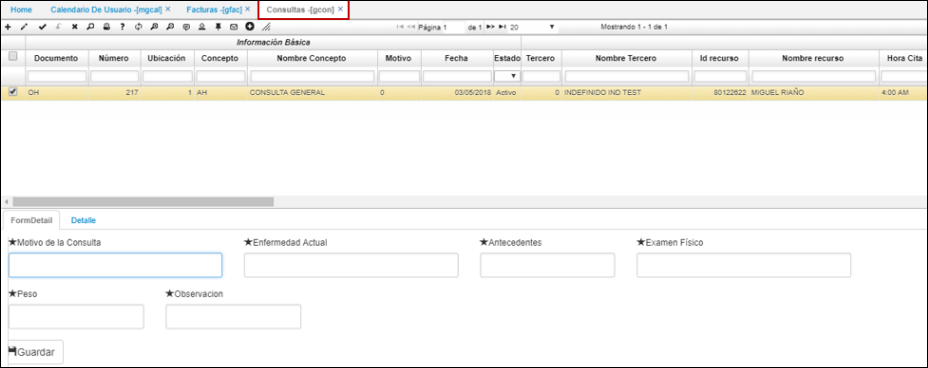 Home Calendario De Usuario -[mgcal] × Facturas -[gfac] × Consultas -[gcon] ×
Página 1 de 1 20 Mostrando 1 - 1 de 1
Información Básica
Documento Número Ubicación Concepto Nombre Concepto Motivo Fecha Estado Tercero Nombre Tercero Id recurso Nombre recurso Hora Cita
OH 217 1 AH CONSULTA GENERAL 0 03/05/2018 Activo 0 INDEFINIDO IND TEST 80122622 MIGUEL RIAÑO 4:00 AM
FormDetail Detalle
★Motivo de la Consulta ★Enfermedad Actual ★Antecedentes ★Examen Físico
★Peso ★Observacion
Guardar